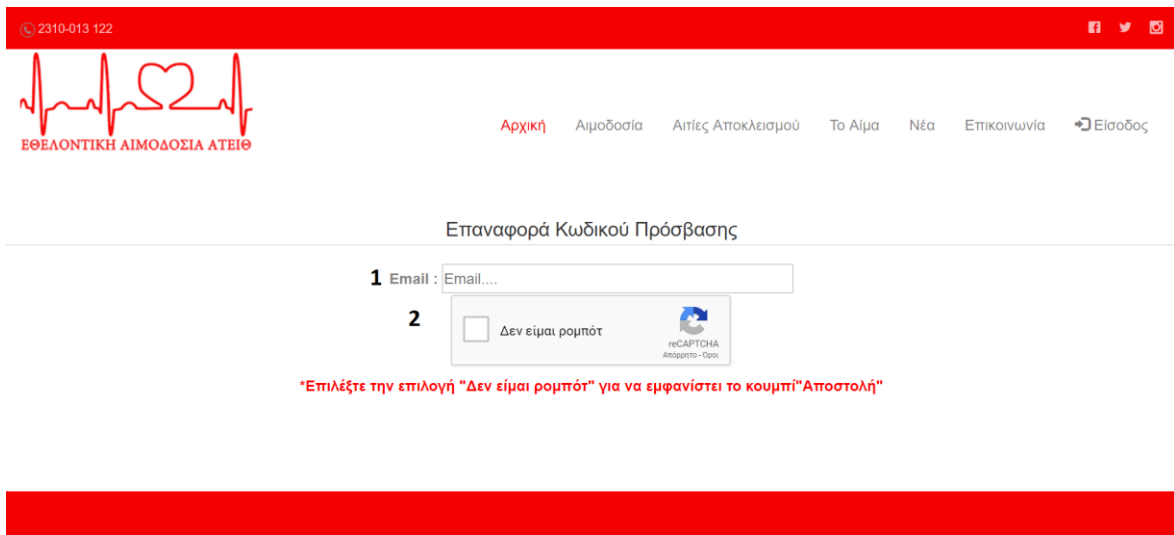 2310-013 122
ΕΘΕΛΟΝΤΙΚΗ ΑΙΜΟΔΟΣΙΑ ΑΤΕΙΘ
Αρχική Αιμοδοσία Αιτίες Αποκλεισμού Το Αίμα Νέα Επικοινωνία Είσοδος
Επαναφορά Κωδικού Πρόσβασης
1 Email : Email....
2 Δεν είμαι ρομπότ
reCAPTCHA
Απόρρητο - Όροι
*Επιλέξτε την επιλογή "Δεν είμαι ρομπότ" για να εμφανίστει το κουμπί"Αποστολή"